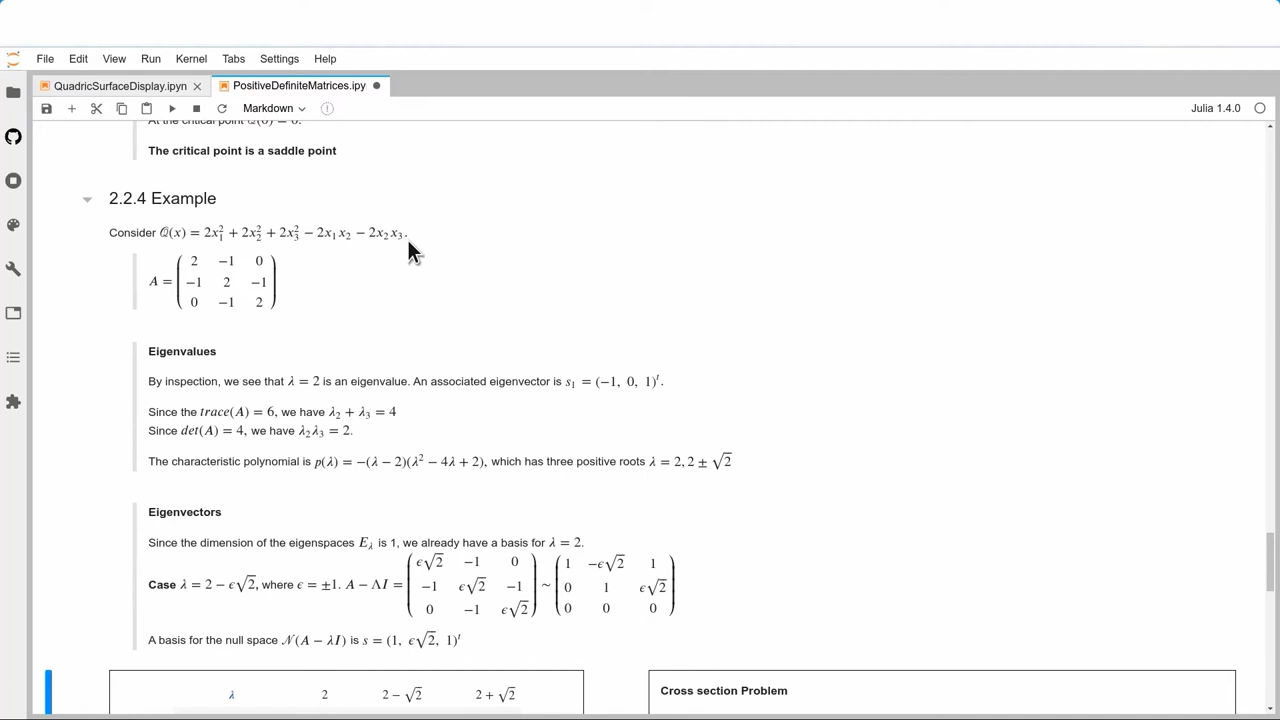 File Edit View Run Kernel Tabs Settings Help
QuadricSurfaceDisplay.ipyn × PositiveDefiniteMatrices.ipy
Markdown Julia 1.4.0
At the critical point 𝒬(0) = 0.
The critical point is a saddle point
2.2.4 Example
Consider 𝒬(x) = 2x₁² + 2x₂² + 2x₃² − 2x₁x₂ − 2x₂x₃.
A = ( 2 −1 0
−1 2 −1
0 −1 2 )
Eigenvalues
By inspection, we see that λ = 2 is an eigenvalue. An associated eigenvector is s₁ = (−1, 0, 1)ᵗ.
Since the trace(A) = 6, we have λ₂ + λ₃ = 4
Since det(A) = 4, we have λ₂λ₃ = 2.
The characteristic polynomial is p(λ) = −(λ − 2)(λ² − 4λ + 2), which has three positive roots λ = 2, 2 ± √2
Eigenvectors
Since the dimension of the eigenspaces E_λ is 1, we already have a basis for λ = 2.
Case λ = 2 − ϵ√2, where ϵ = ±1. A − ΛI = ( ϵ√2 −1 0 ; −1 ϵ√2 −1 ; 0 −1 ϵ√2 ) ~ ( 1 −ϵ√2 1 ; 0 1 ϵ√2 ; 0 0 0 )
A basis for the null space 𝒩(A − λI) is s = (1, ϵ√2, 1)ᵗ
λ 2 2 − √2 2 + √2
Cross section Problem